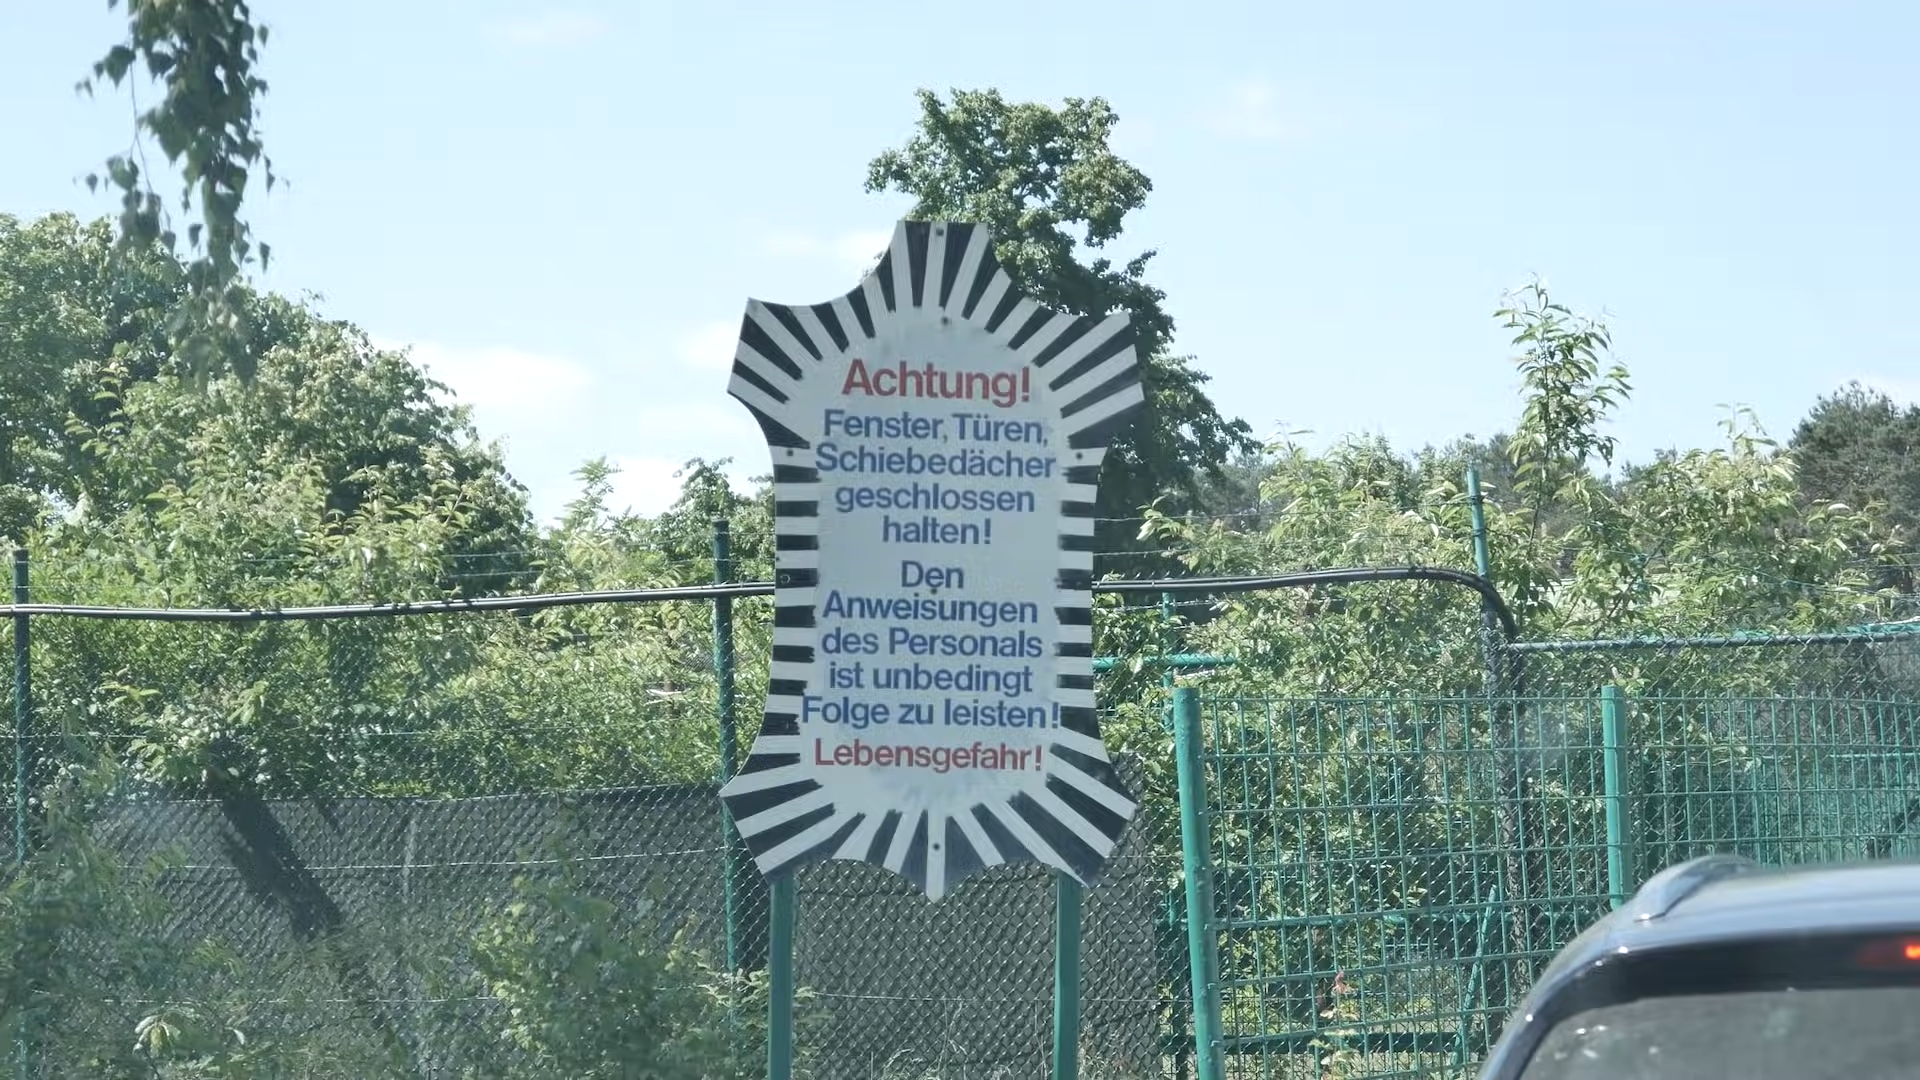 Achtung!
Fenster, Türen,
Schiebedächer
geschlossen
halten!
Den
Anweisungen
des Personals
ist unbedingt
Folge zu leisten!
Lebensgefahr!